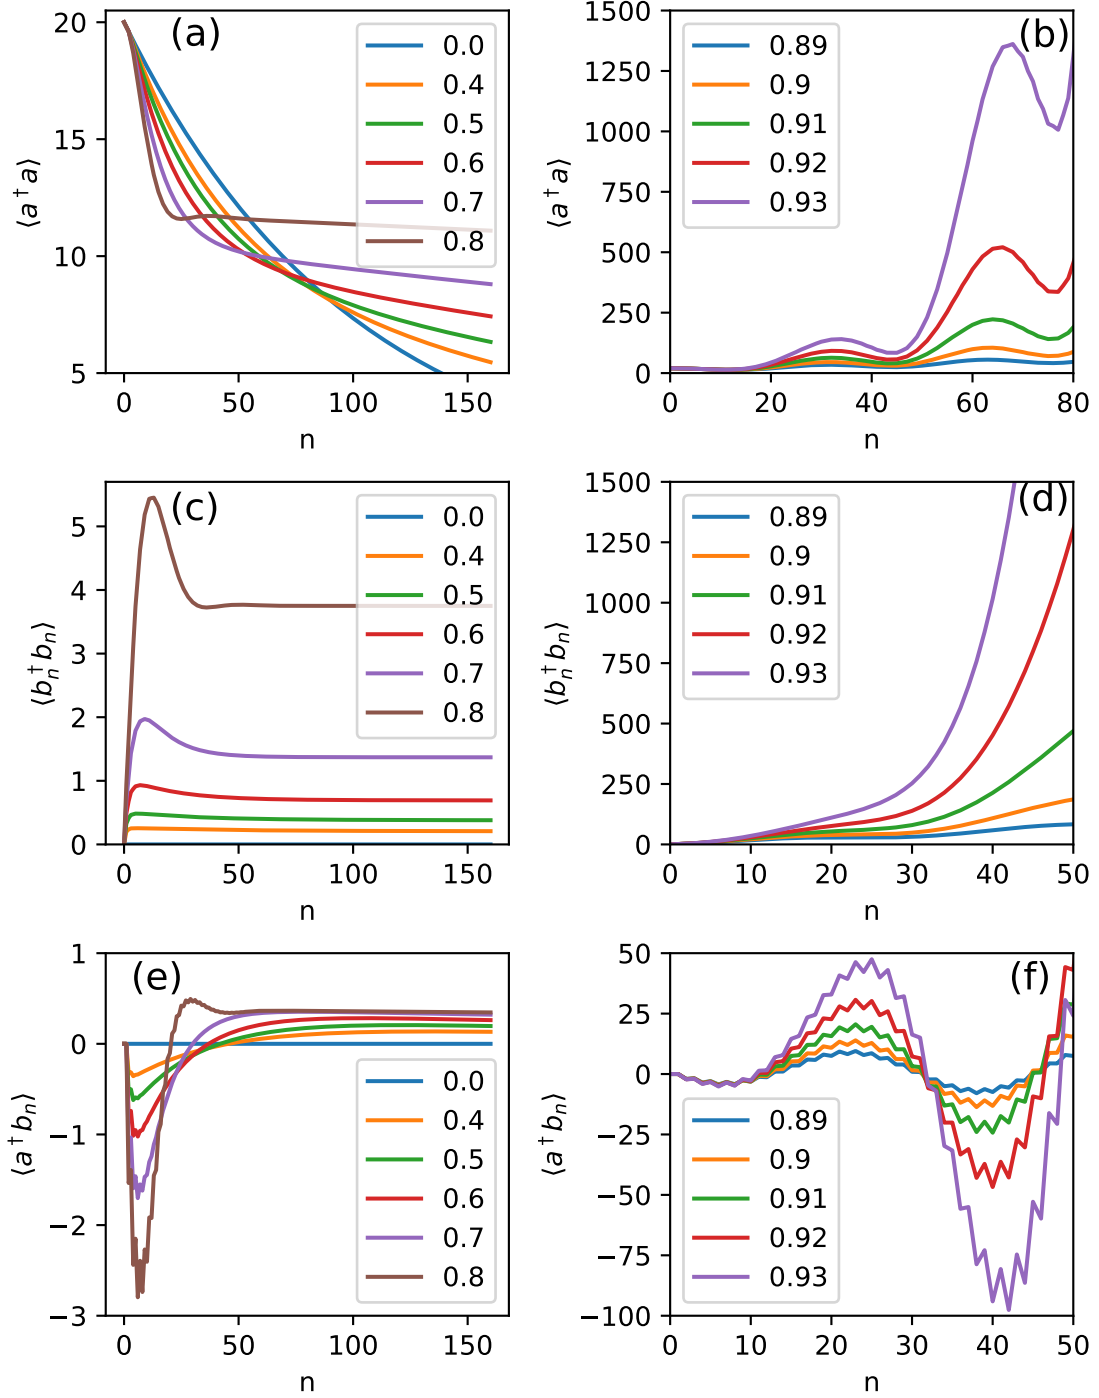 (a)
20
15
10
5
⟨a†a⟩
0 50 100 150
n
0.0
0.4
0.5
0.6
0.7
0.8
(b)
1500
1250
1000
750
500
250
0
⟨a†a⟩
0 20 40 60 80
n
0.89
0.9
0.91
0.92
0.93
(c)
5
4
3
2
1
0
⟨b†ₙbₙ⟩
0 50 100 150
n
0.0
0.4
0.5
0.6
0.7
0.8
(d)
1500
1250
1000
750
500
250
0
⟨b†ₙbₙ⟩
0 10 20 30 40 50
n
0.89
0.9
0.91
0.92
0.93
(e)
1
0
−1
−2
−3
⟨a†bₙ⟩
0 50 100 150
n
0.0
0.4
0.5
0.6
0.7
0.8
(f)
50
25
0
−25
−50
−75
−100
⟨a†bₙ⟩
0 10 20 30 40 50
n
0.89
0.9
0.91
0.92
0.93